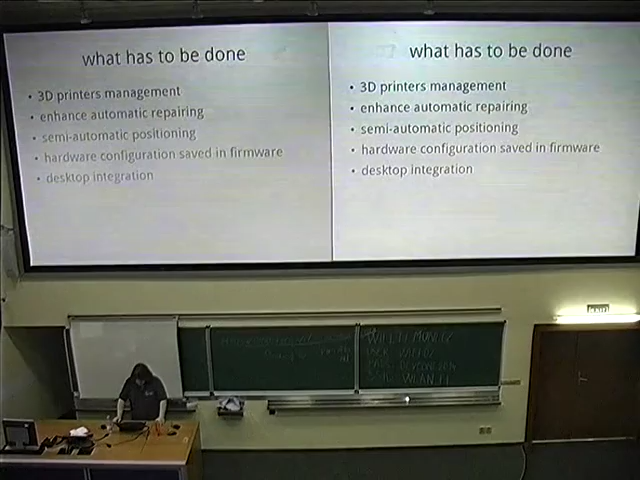 what has to be done
• 3D printers management
• enhance automatic repairing
• semi-automatic positioning
• hardware configuration saved in firmware
• desktop integration
what has to be done
• 3D printers management
• enhance automatic repairing
• semi-automatic positioning
• hardware configuration saved in firmware
• desktop integration